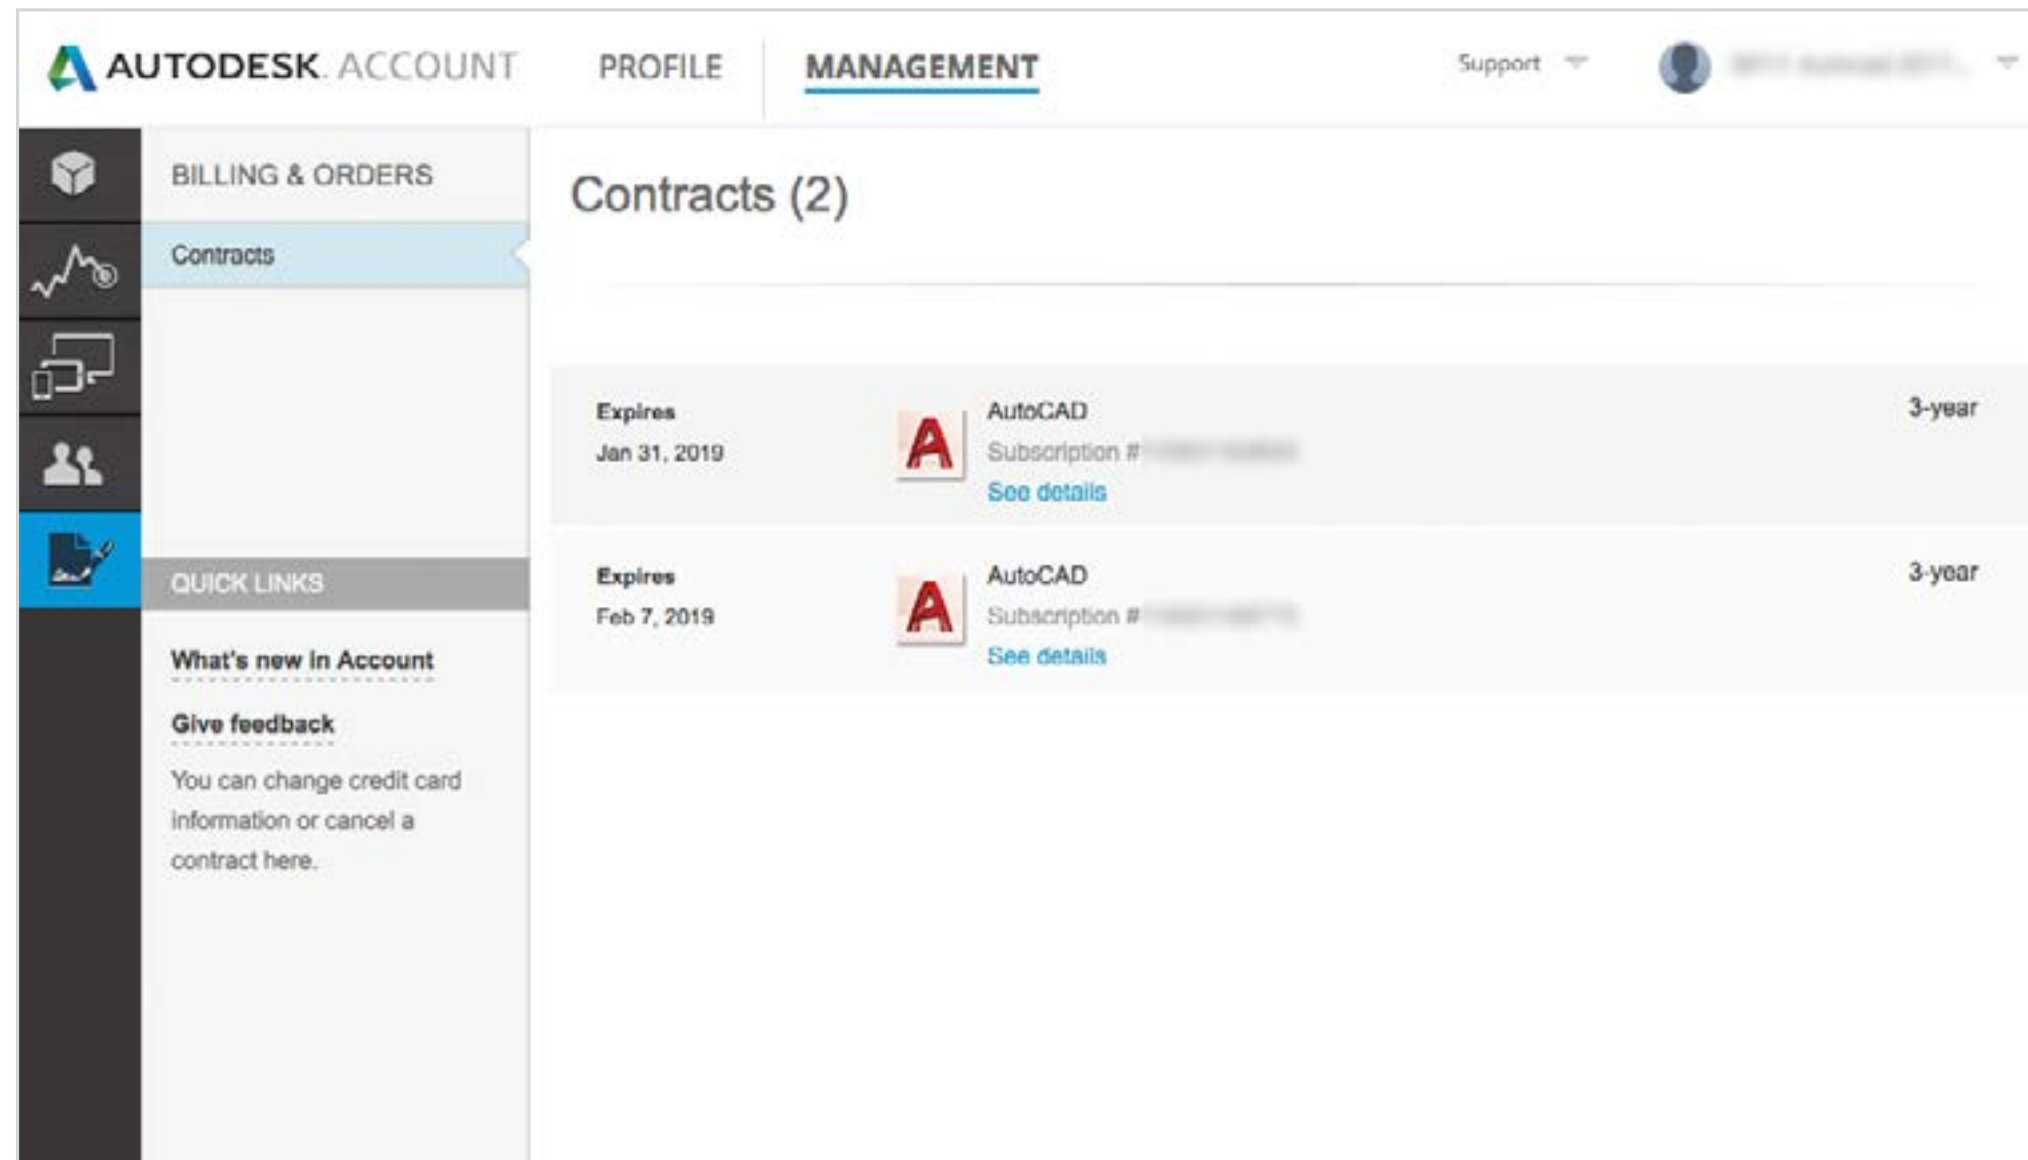 AUTODESK. ACCOUNT
PROFILE
MANAGEMENT
Support
BILLING & ORDERS
Contracts
QUICK LINKS
What's new in Account
Give feedback
You can change credit card
information or cancel a
contract here.
Contracts (2)
Expires
Jan 31, 2019
AutoCAD
Subscription #
See details
3-year
Expires
Feb 7, 2019
AutoCAD
Subscription #
See details
3-year